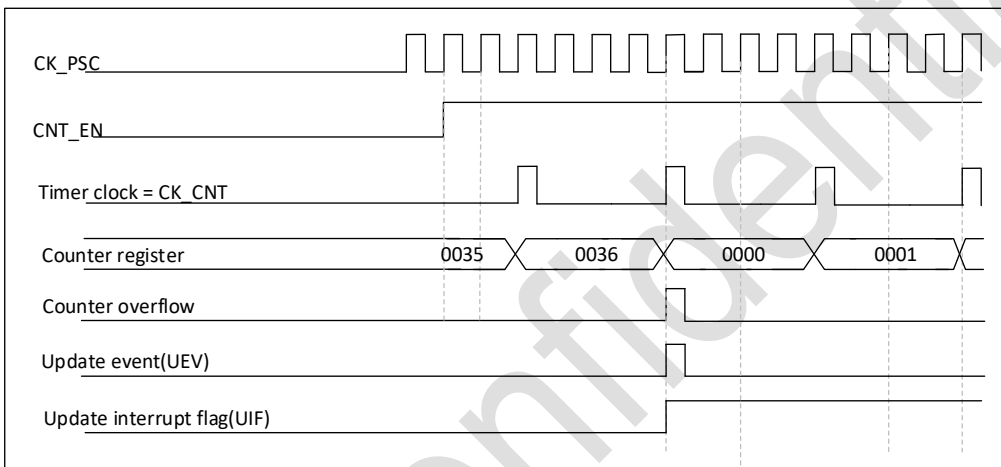 CK_PSC
CNT_EN
Timer clock = CK_CNT
Counter register 0035 0036 0000 0001
Counter overflow
Update event(UEV)
Update interrupt flag(UIF)
onfidenti